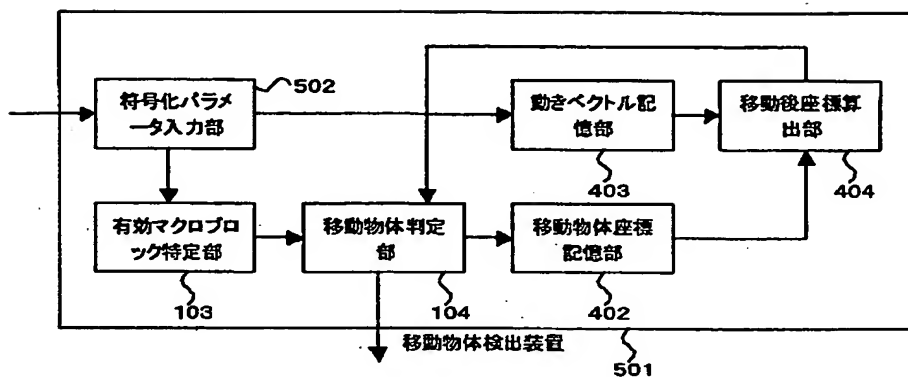 符号化パラメ
ータ入力部
502
動きベクトル記
憶部
403
移動後座標算
出部
404
有効マクロブロ
ック特定部
103
移動物体判定
部
104
移動物体座標
記憶部
402
移動物体検出装置
501